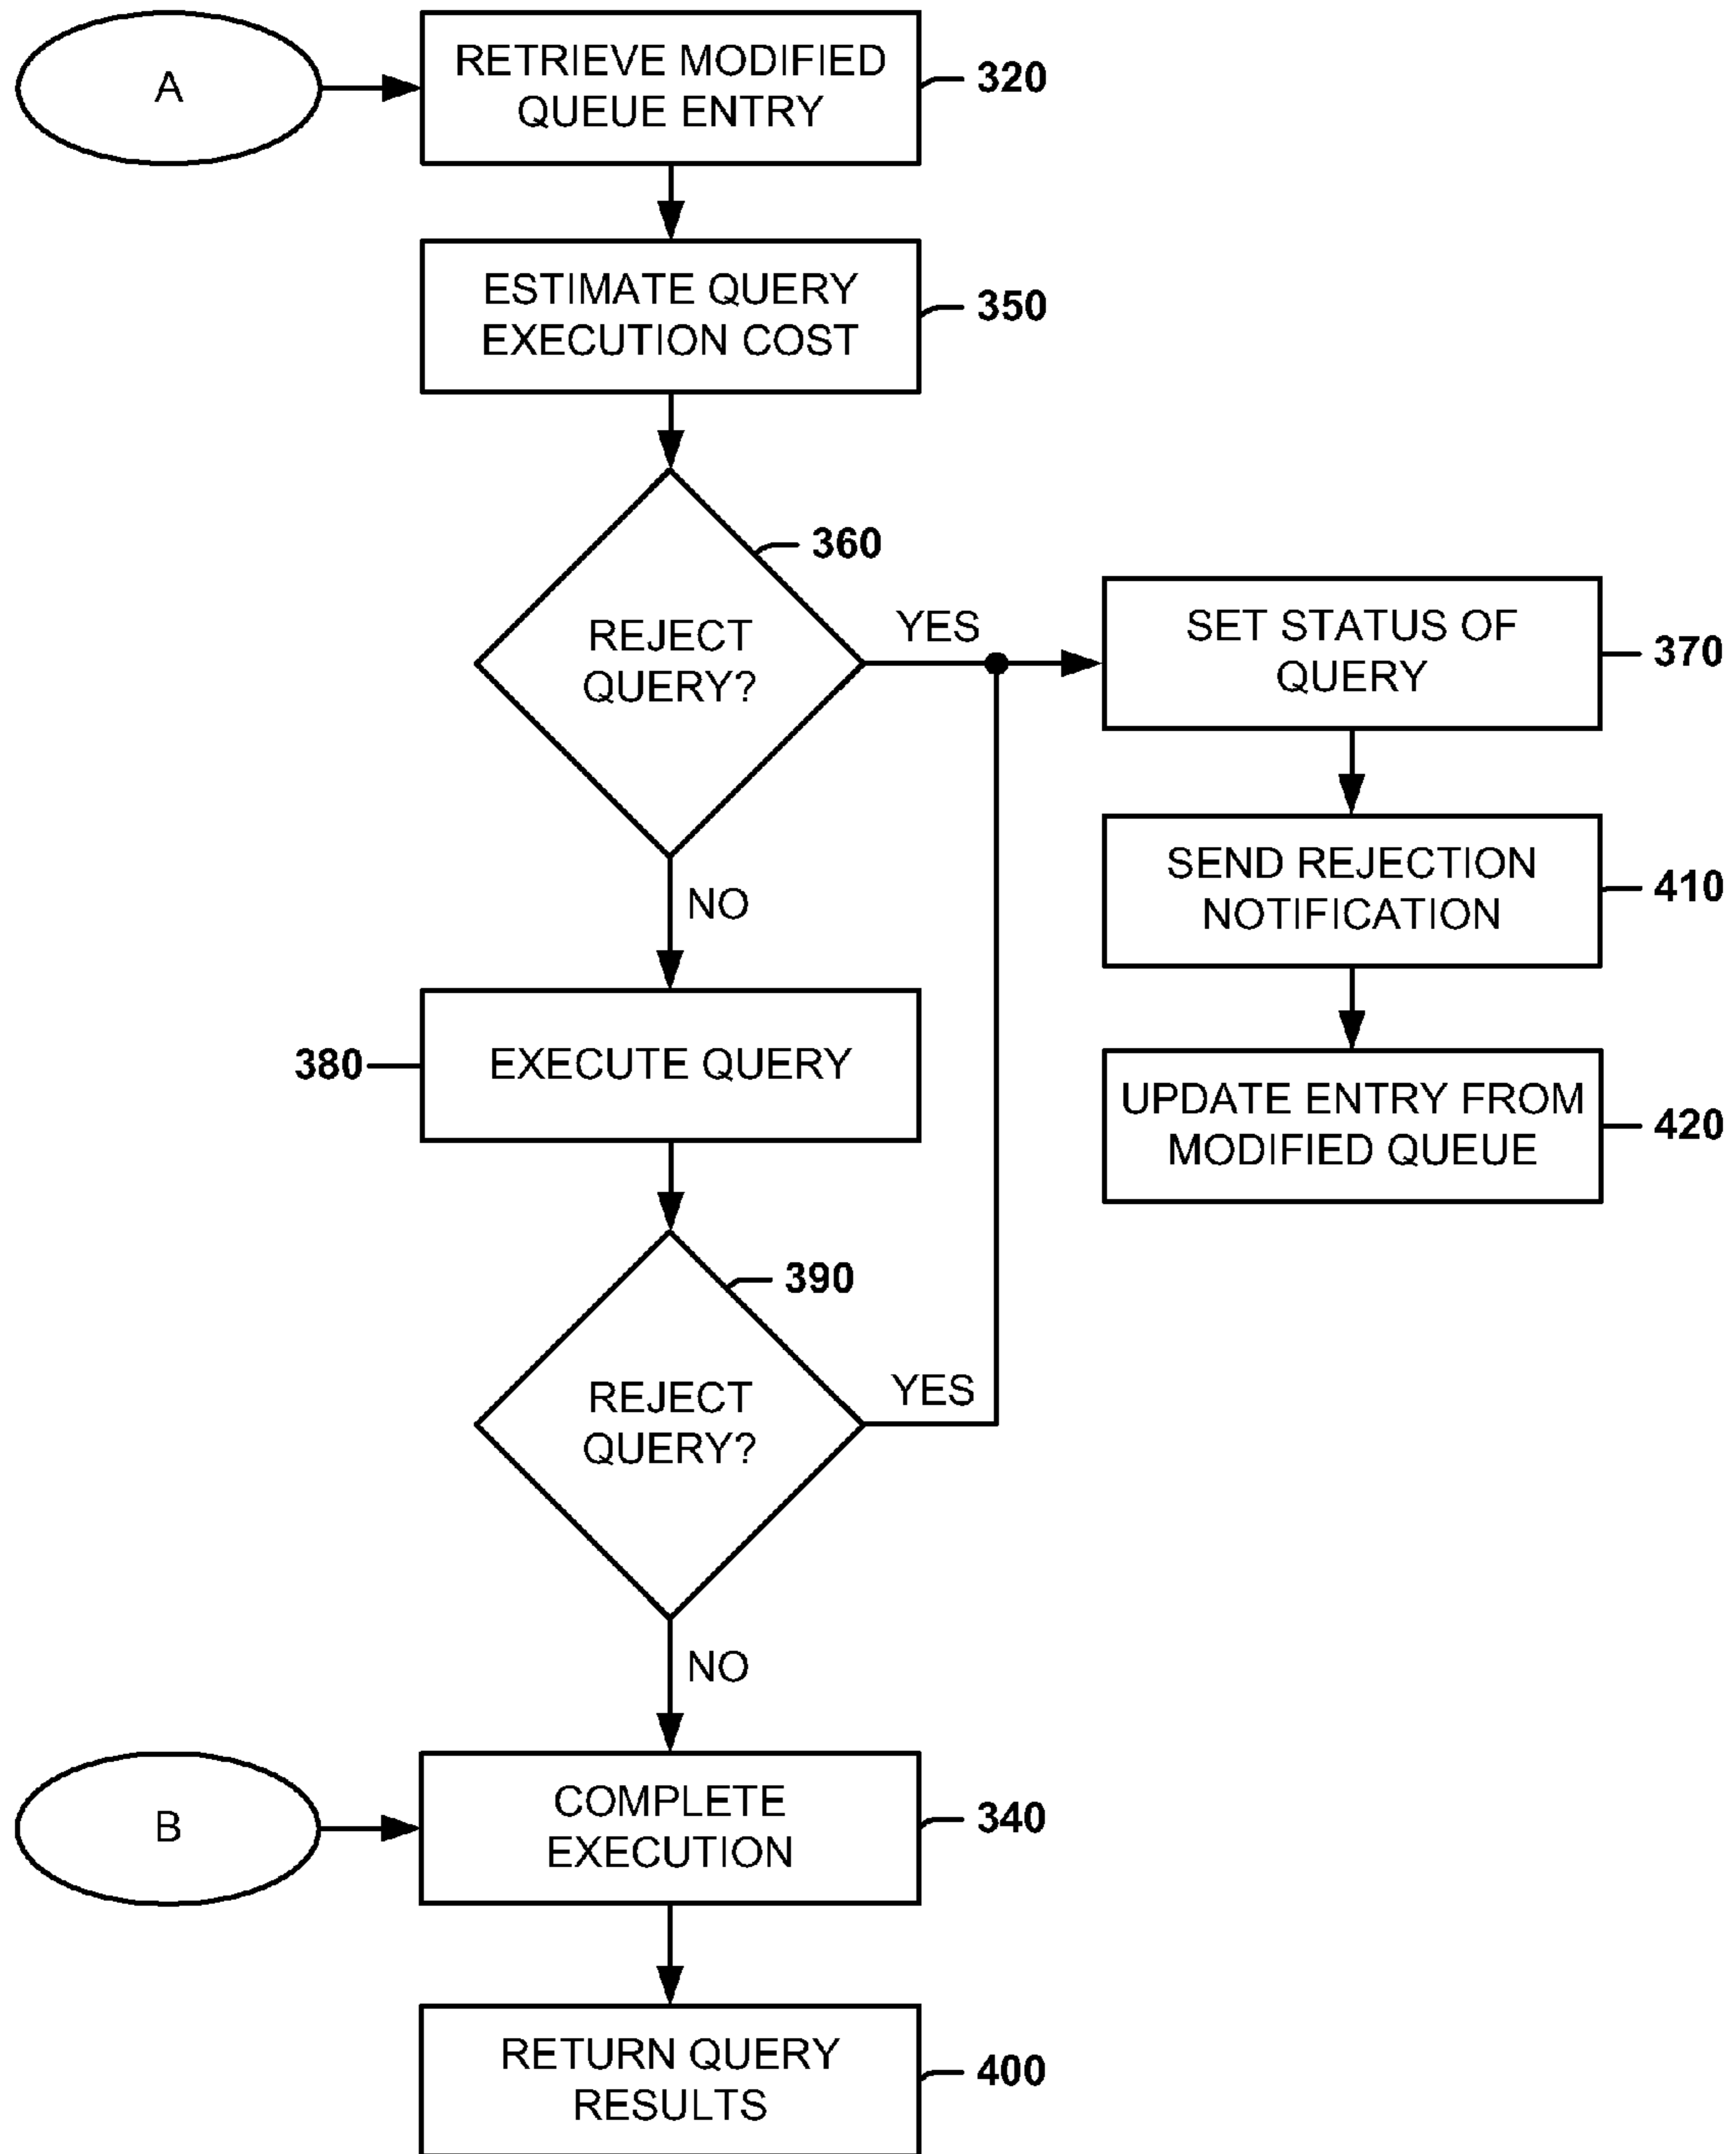 A
RETRIEVE MODIFIED
QUEUE ENTRY
320
ESTIMATE QUERY
EXECUTION COST
350
360
REJECT
QUERY?
YES
SET STATUS OF
QUERY
370
NO
SEND REJECTION
NOTIFICATION
410
380
EXECUTE QUERY
UPDATE ENTRY FROM
MODIFIED QUEUE
420
390
REJECT
QUERY?
YES
NO
B
COMPLETE
EXECUTION
340
RETURN QUERY
RESULTS
400